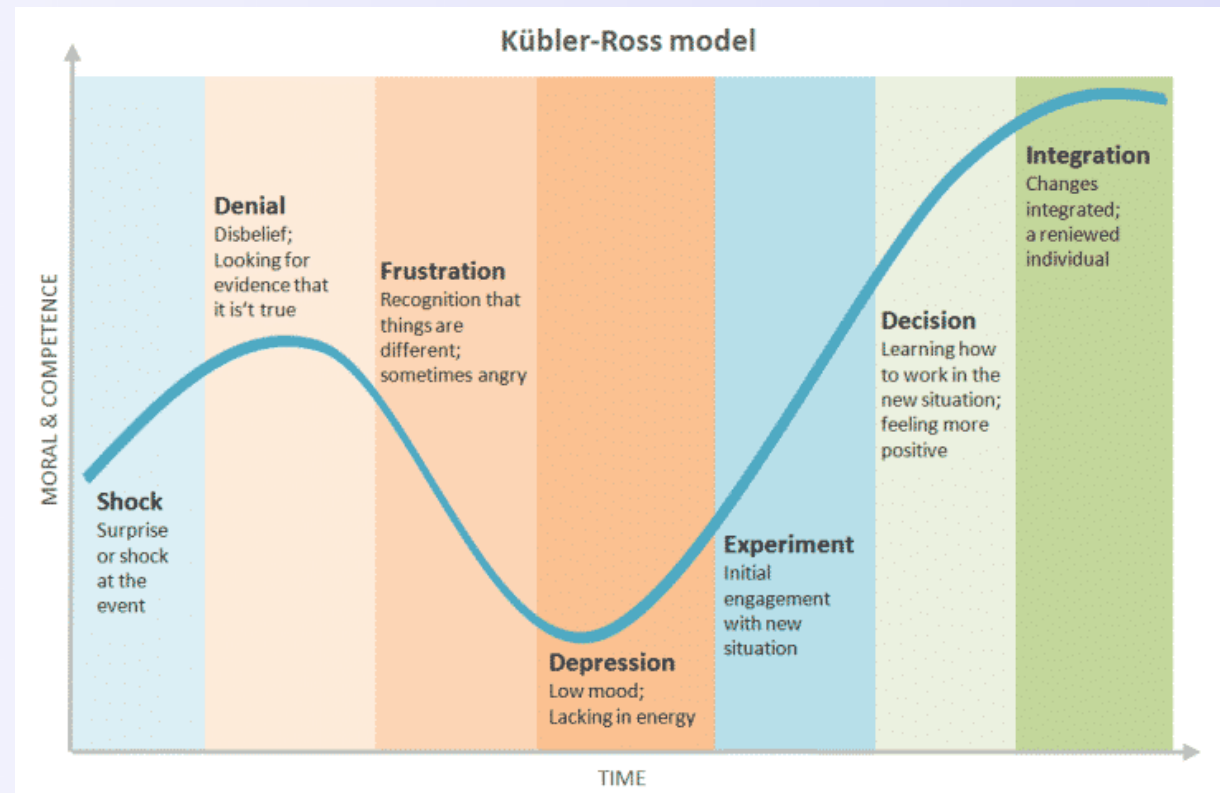 Kübler-Ross model
MORAL & COMPETENCE
Shock
Surprise
or shock
at the
event
Denial
Disbelief;
Looking for
evidence that
it is't true
Frustration
Recognition that
things are
different;
sometimes angry
Depression
Low mood;
Lacking in energy
Experiment
Initial
engagement
with new
situation
Decision
Learning how
to work in the
new situation;
feeling more
positive
Integration
Changes
integrated;
a reniewed
individual
TIME